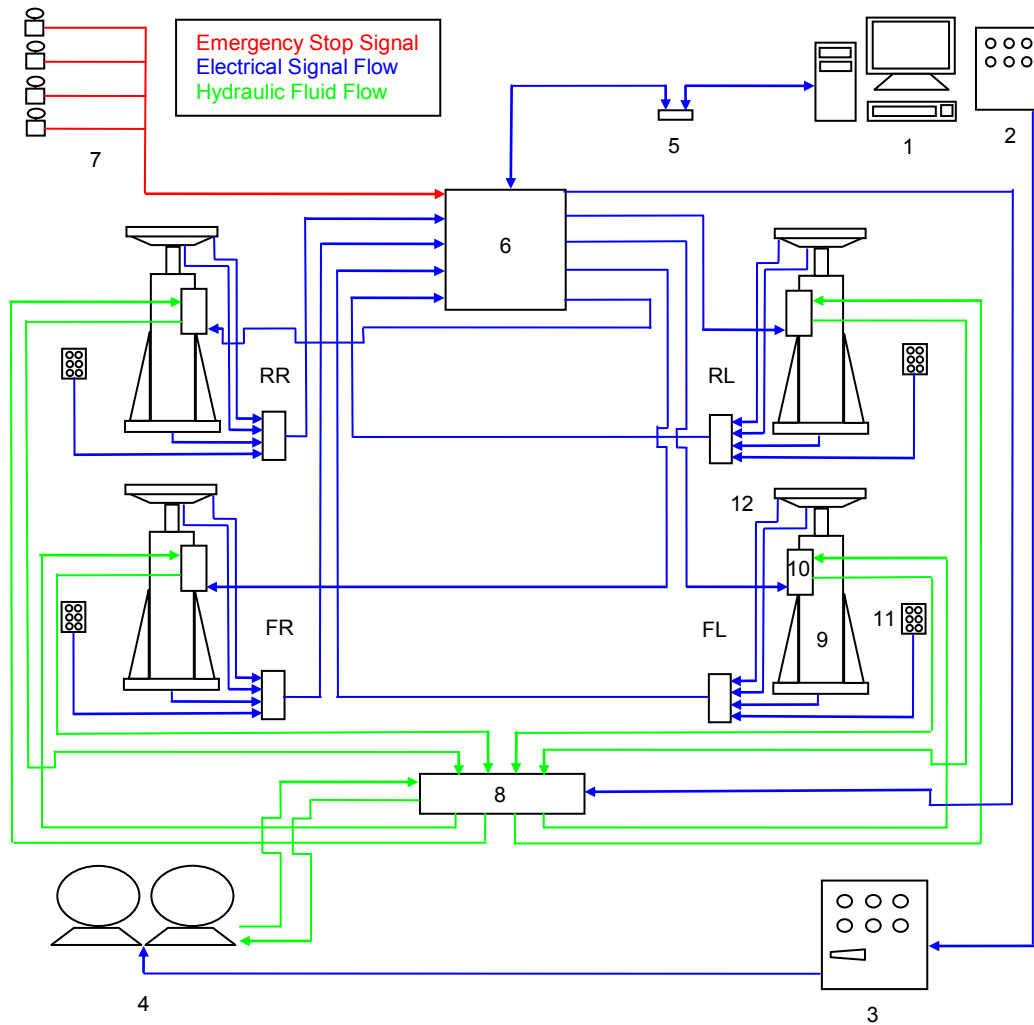 Emergency Stop Signal
Electrical Signal Flow
Hydraulic Fluid Flow
7
5
1
2
6
RR
RL
12
10
11
FR
FL
9
8
4
3